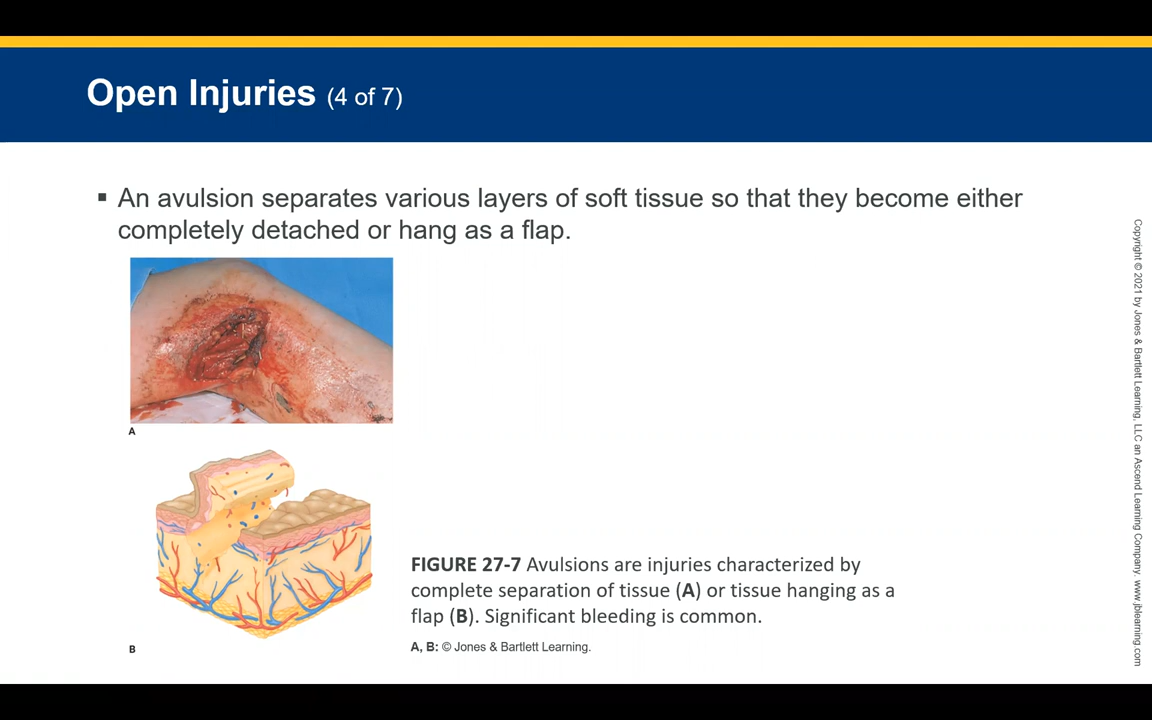 Open Injuries (4 of 7)
▪ An avulsion separates various layers of soft tissue so that they become either
completely detached or hang as a flap.
A
B
FIGURE 27-7 Avulsions are injuries characterized by
complete separation of tissue (A) or tissue hanging as a
flap (B). Significant bleeding is common.
A, B: © Jones & Bartlett Learning.
Copyright © 2021 by Jones & Bartlett Learning, LLC an Ascend Learning Company. www.jblearning.com